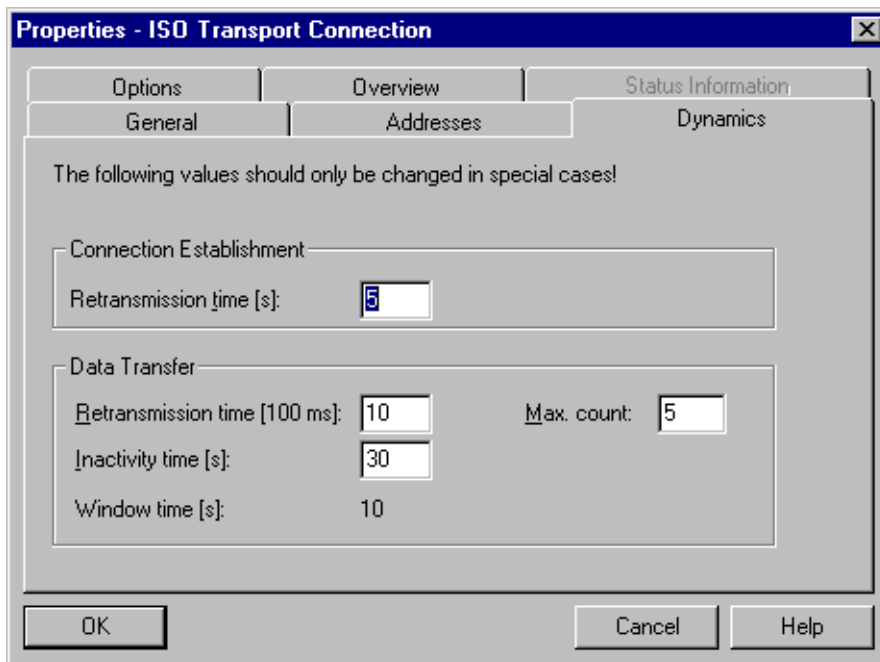 Properties - ISO Transport Connection
Options Overview Status Information
General Addresses Dynamics
The following values should only be changed in special cases!
Connection Establishment
Retransmission time [s]: 5
Data Transfer
Retransmission time [100 ms]: 10 Max. count: 5
Inactivity time [s]: 30
Window time [s]: 10
OK Cancel Help